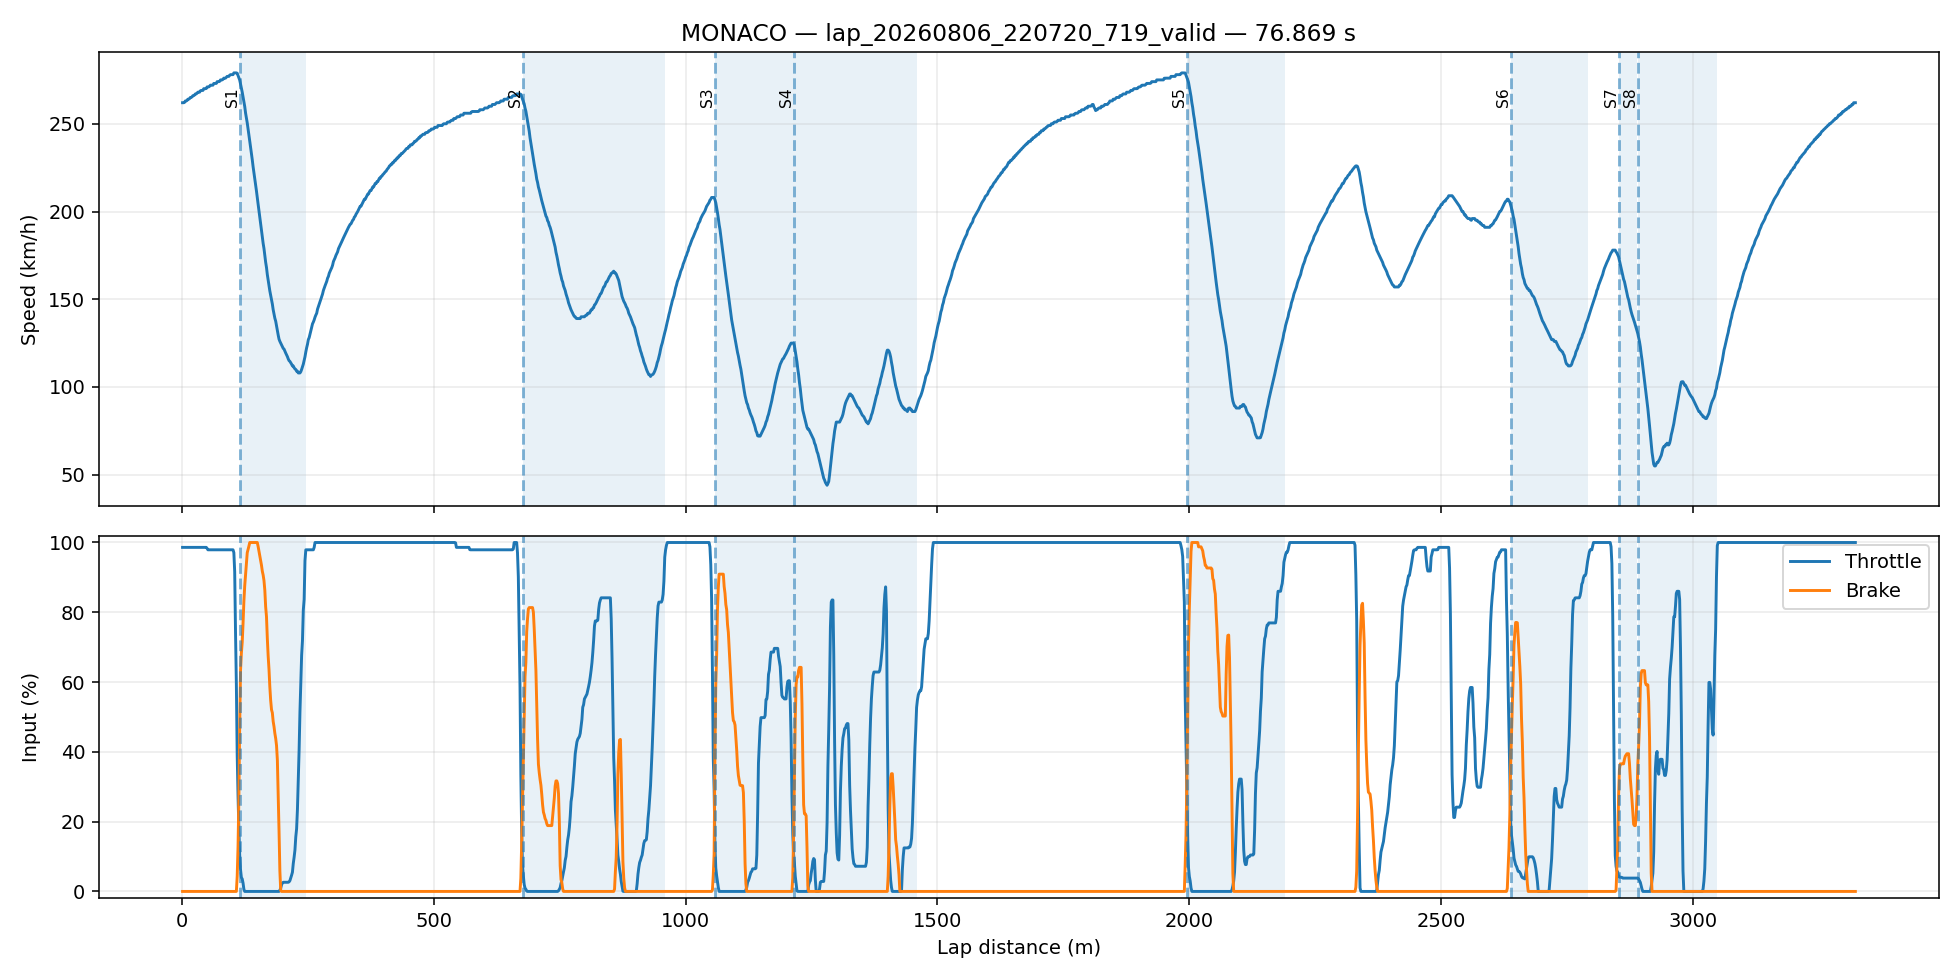 MONACO — lap_20260806_220720_719_valid — 76.869 s
S1
S2
S3
S4
S5
S6
S7
S8
250
200
150
100
50
Speed (km/h)
100
80
60
40
20
0
Input (%)
Throttle
Brake
0
500
1000
1500
2000
2500
3000
Lap distance (m)